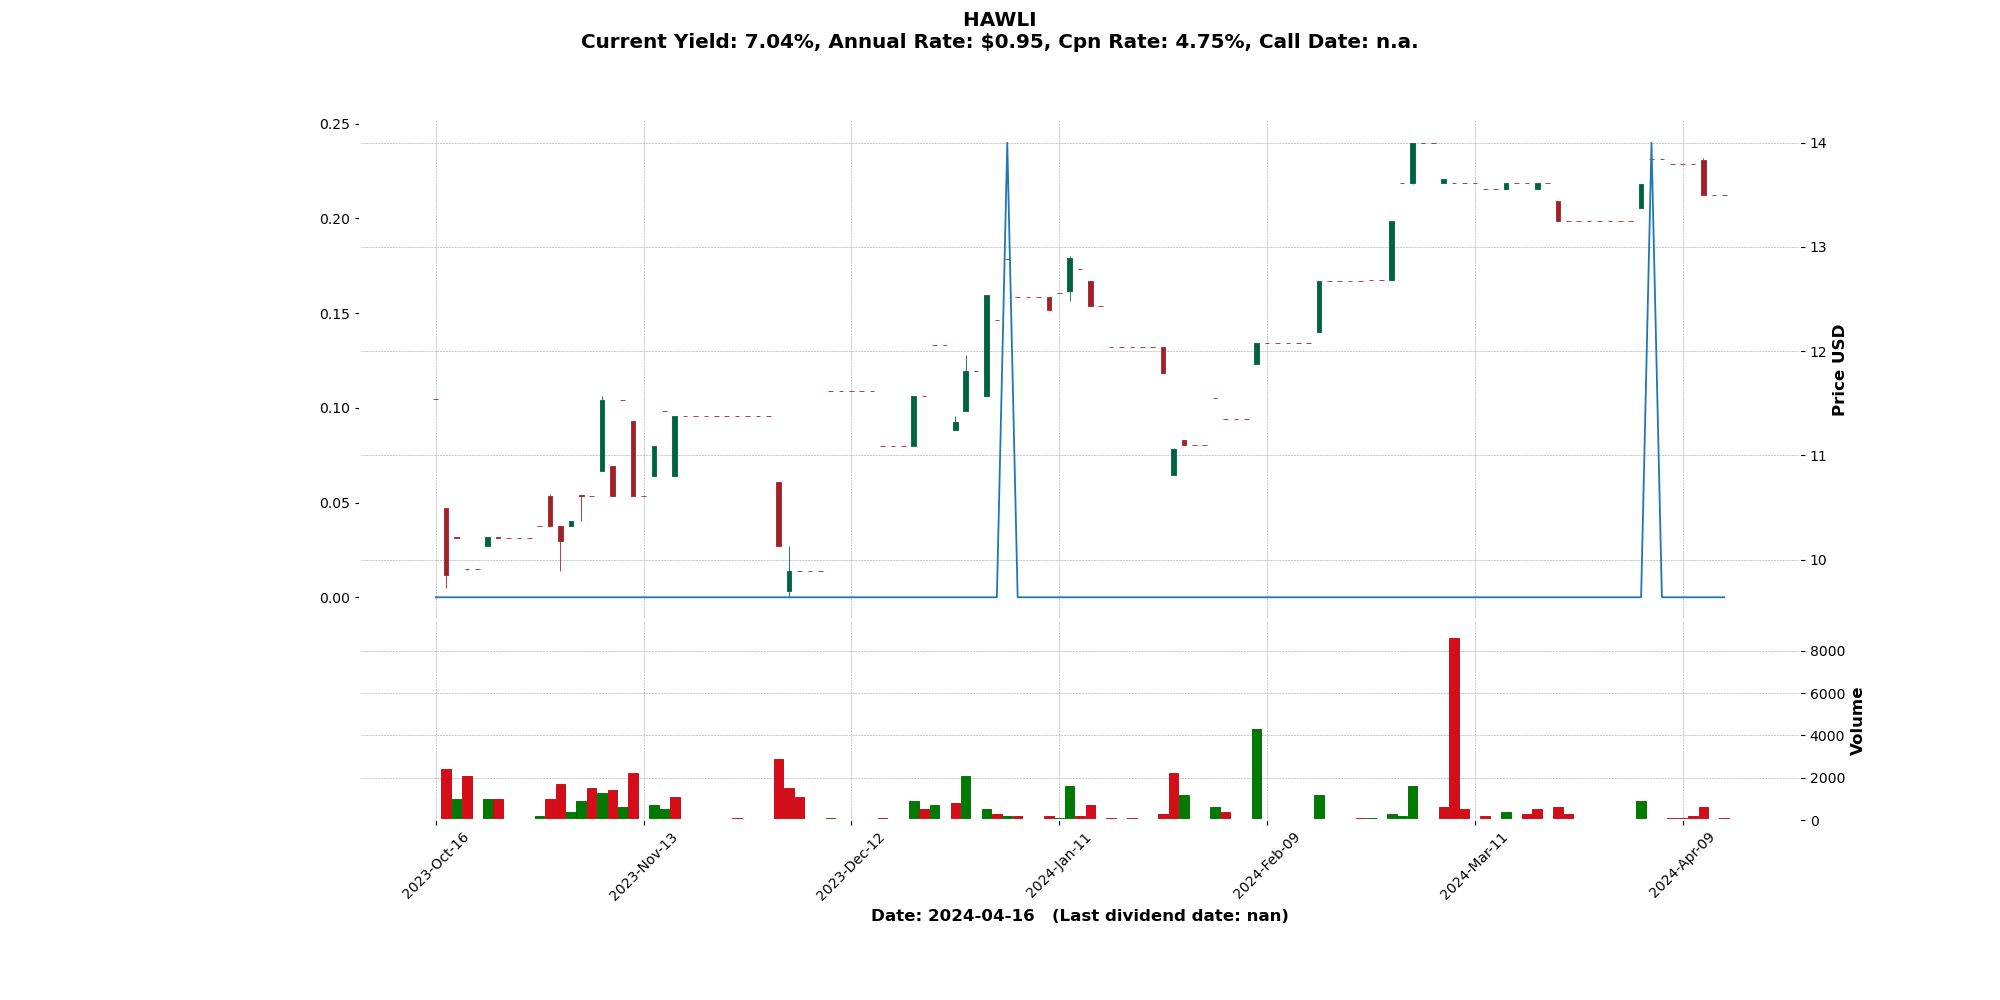 HAWLI
Current Yield: 7.04%, Annual Rate: $0.95, Cpn Rate: 4.75%, Call Date: n.a.
0.25
0.20
0.15
0.10
0.05
0.00
14
13
12
11
10
Price USD
8000
6000
4000
2000
0
Volume
2023-Oct-16
2023-Nov-13
2023-Dec-12
2024-Jan-11
2024-Feb-09
2024-Mar-11
2024-Apr-09
Date: 2024-04-16 (Last dividend date: nan)